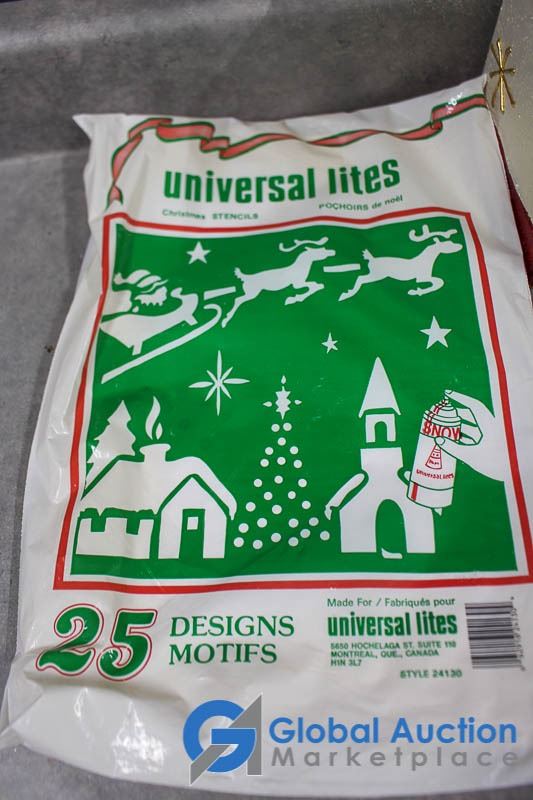 universal lites
Christmas STENCILS POCHOIRS de noël
SNOW
universal lites
25 DESIGNS
MOTIFS
Made For / Fabriqués pour
universal lites
5650 HOCHELAGA ST. SUITE 110
MONTREAL, QUE., CANADA
H1N 3L7
STYLE 24130
Global Auction
Marketplace